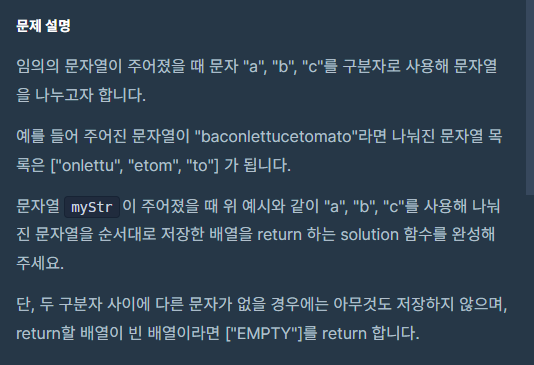 문제 설명
임의의 문자열이 주어졌을 때 문자 "a", "b", "c"를 구분자로 사용해 문자열
을 나누고자 합니다.
예를 들어 주어진 문자열이 "baconlettucetomato"라면 나눠진 문자열 목
록은 ["onlettu", "etom", "to"] 가 됩니다.
문자열 myStr 이 주어졌을 때 위 예시와 같이 "a", "b", "c"를 사용해 나눠
진 문자열을 순서대로 저장한 배열을 return 하는 solution 함수를 완성해
주세요.
단, 두 구분자 사이에 다른 문자가 없을 경우에는 아무것도 저장하지 않으며,
return할 배열이 빈 배열이라면 ["EMPTY"]를 return 합니다.